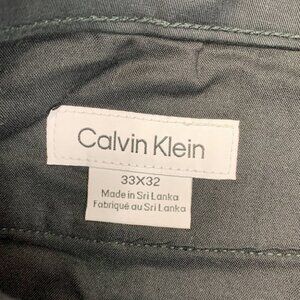 Calvin Klein
33X32
Made in Sri Lanka
Fabriqué au Sri Lanka